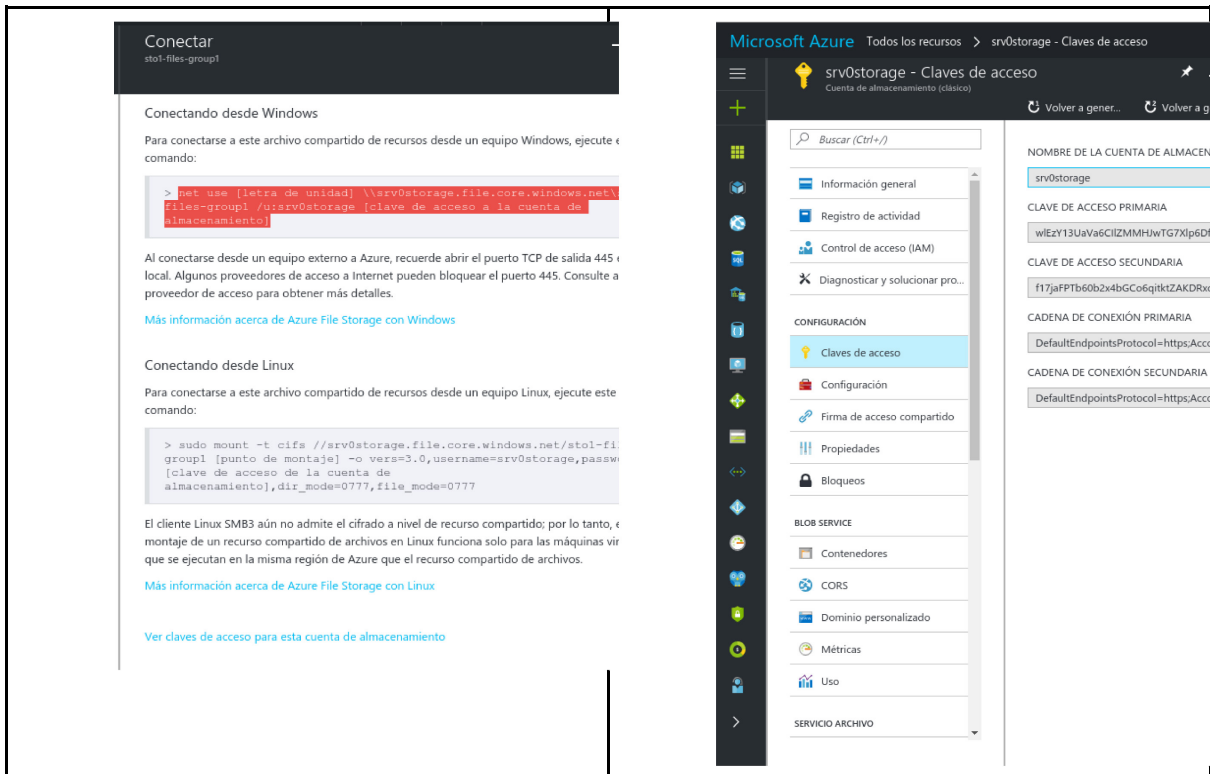 Conectar
sto1-files-group1
Conectando desde Windows
Para conectarse a este archivo compartido de recursos desde un equipo Windows, ejecute e
comando:
> net use [letra de unidad] \\srv0storage.file.core.windows.net\
files-group1 /u:srv0storage [clave de acceso a la cuenta de
almacenamiento]
Al conectarse desde un equipo externo a Azure, recuerde abrir el puerto TCP de salida 445
local. Algunos proveedores de acceso a Internet pueden bloquear el puerto 445. Consulte a
proveedor de acceso para obtener más detalles.
Más información acerca de Azure File Storage con Windows
Conectando desde Linux
Para conectarse a este archivo compartido de recursos desde un equipo Linux, ejecute este
comando:
> sudo mount -t cifs //srv0storage.file.core.windows.net/sto1-fi
group1 [punto de montaje] -o vers=3.0,username=srv0storage,passw
[clave de acceso de la cuenta de
almacenamiento],dir_mode=0777,file_mode=0777
El cliente Linux SMB3 aún no admite el cifrado a nivel de recurso compartido; por lo tanto, e
montaje de un recurso compartido de archivos en Linux funciona solo para las máquinas vir
que se ejecutan en la misma región de Azure que el recurso compartido de archivos.
Más información acerca de Azure File Storage con Linux
Ver claves de acceso para esta cuenta de almacenamiento
Microsoft Azure Todos los recursos > srv0storage - Claves de acceso
srv0storage - Claves de acceso
Cuenta de almacenamiento (clásico)
Volver a gener... Volver a g
Buscar (Ctrl+/)
Información general
Registro de actividad
Control de acceso (IAM)
Diagnosticar y solucionar pro...
CONFIGURACIÓN
Claves de acceso
Configuración
Firma de acceso compartido
Propiedades
Bloqueos
BLOB SERVICE
Contenedores
CORS
Dominio personalizado
Métricas
Uso
SERVICIO ARCHIVO
NOMBRE DE LA CUENTA DE ALMACEN
srv0storage
CLAVE DE ACCESO PRIMARIA
wlEzY13UaVa6CIlZMMHJwTG7Xlp6Df
CLAVE DE ACCESO SECUNDARIA
f17jaFPTb60b2x4bGCo6qitktZAKDRxc
CADENA DE CONEXIÓN PRIMARIA
DefaultEndpointsProtocol=https;Acco
CADENA DE CONEXIÓN SECUNDARIA
DefaultEndpointsProtocol=https;Acco